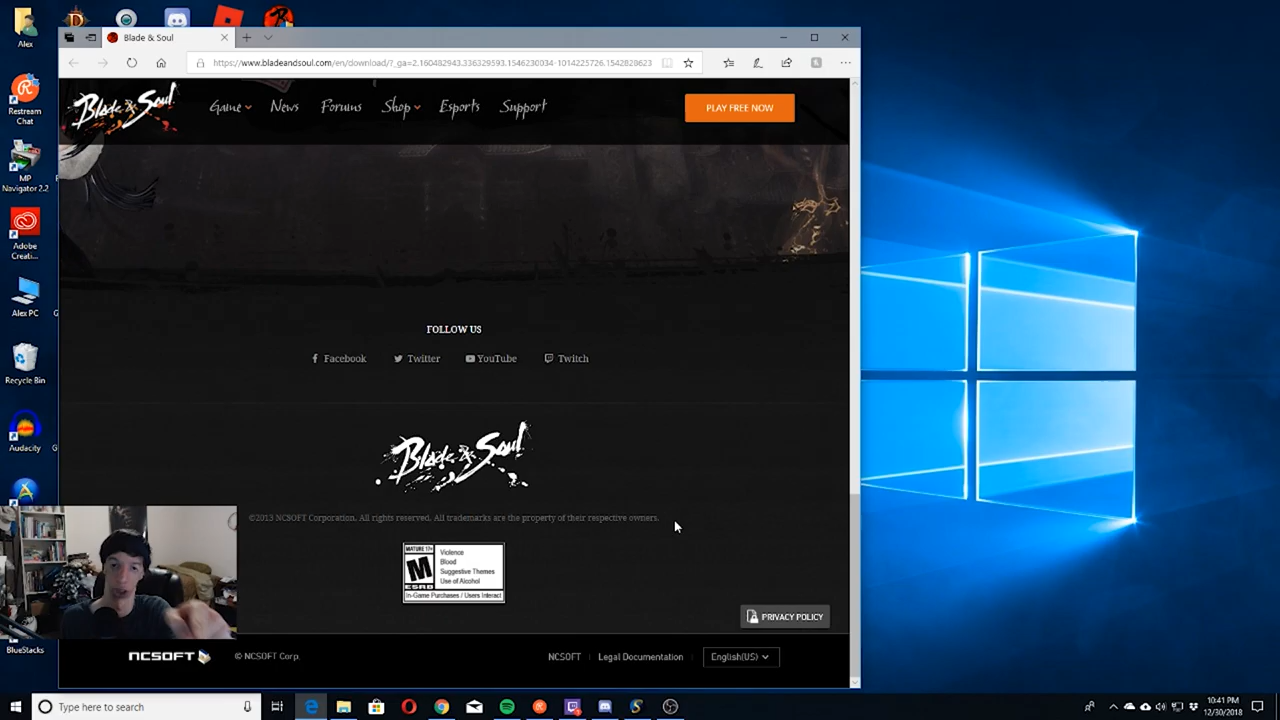 Alex
Blade & Soul
https://www.bladeandsoul.com/en/download/?_ga=2.160482943.336329593.1546230034-1014225726.1542828623
Restream
Chat
Blade & Soul
Game
News
Forums
Shop
Esports
Support
PLAY FREE NOW
MP
Navigator 2.2
Adobe
Creati...
Alex PC
Recycle Bin
FOLLOW US
Facebook
Twitter
YouTube
Twitch
Audacity
Blade & Soul
©2013 NCSOFT Corporation. All rights reserved. All trademarks are the property of their respective owners.
MATURE 17+
M
ESRB
Violence
Blood
Suggestive Themes
Use of Alcohol
In-Game Purchases / Users Interact
PRIVACY POLICY
BlueStacks
NCSOFT
© NCSOFT Corp.
NCSOFT
Legal Documentation
English(US)
Type here to search
10:41 PM
12/30/2018